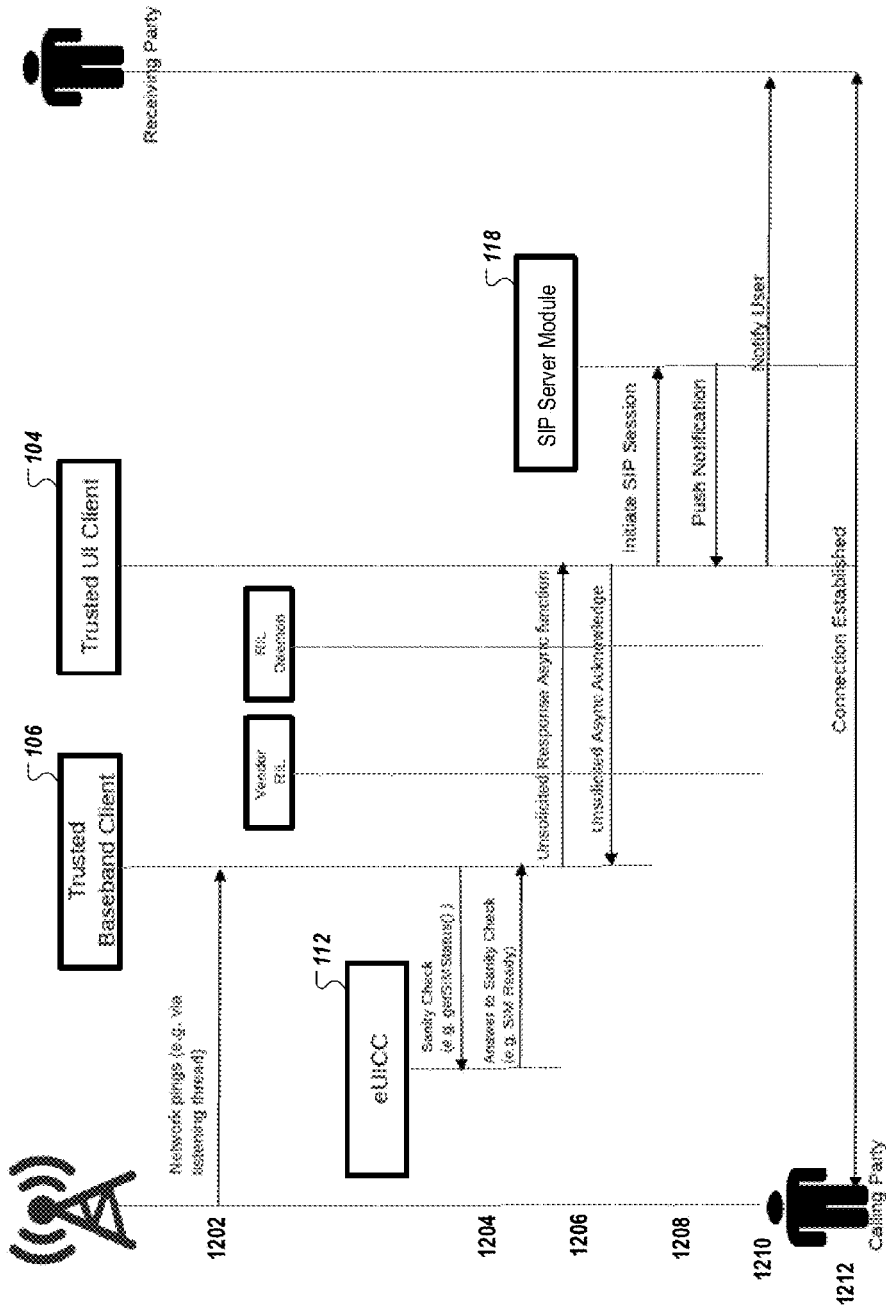 Receiving Party
104
Trusted UI Client
106
Trusted
Baseband Client
RIL
Daemon
Vendor
RIL
118
SIP Server Module
112
eUICC
Network pings (e.g. via
listening thread)
1202
Sanity Check
(e.g. getSIMStatus() )
Answer to Sanity Check
(e.g. SIM Ready)
1204
Unsolicited Response Async function
Unsolicited Async Acknowledge
1206
Initiate SIP Session
Push Notification
1208
Notify User
1210
Connection Established
1212
Calling Party